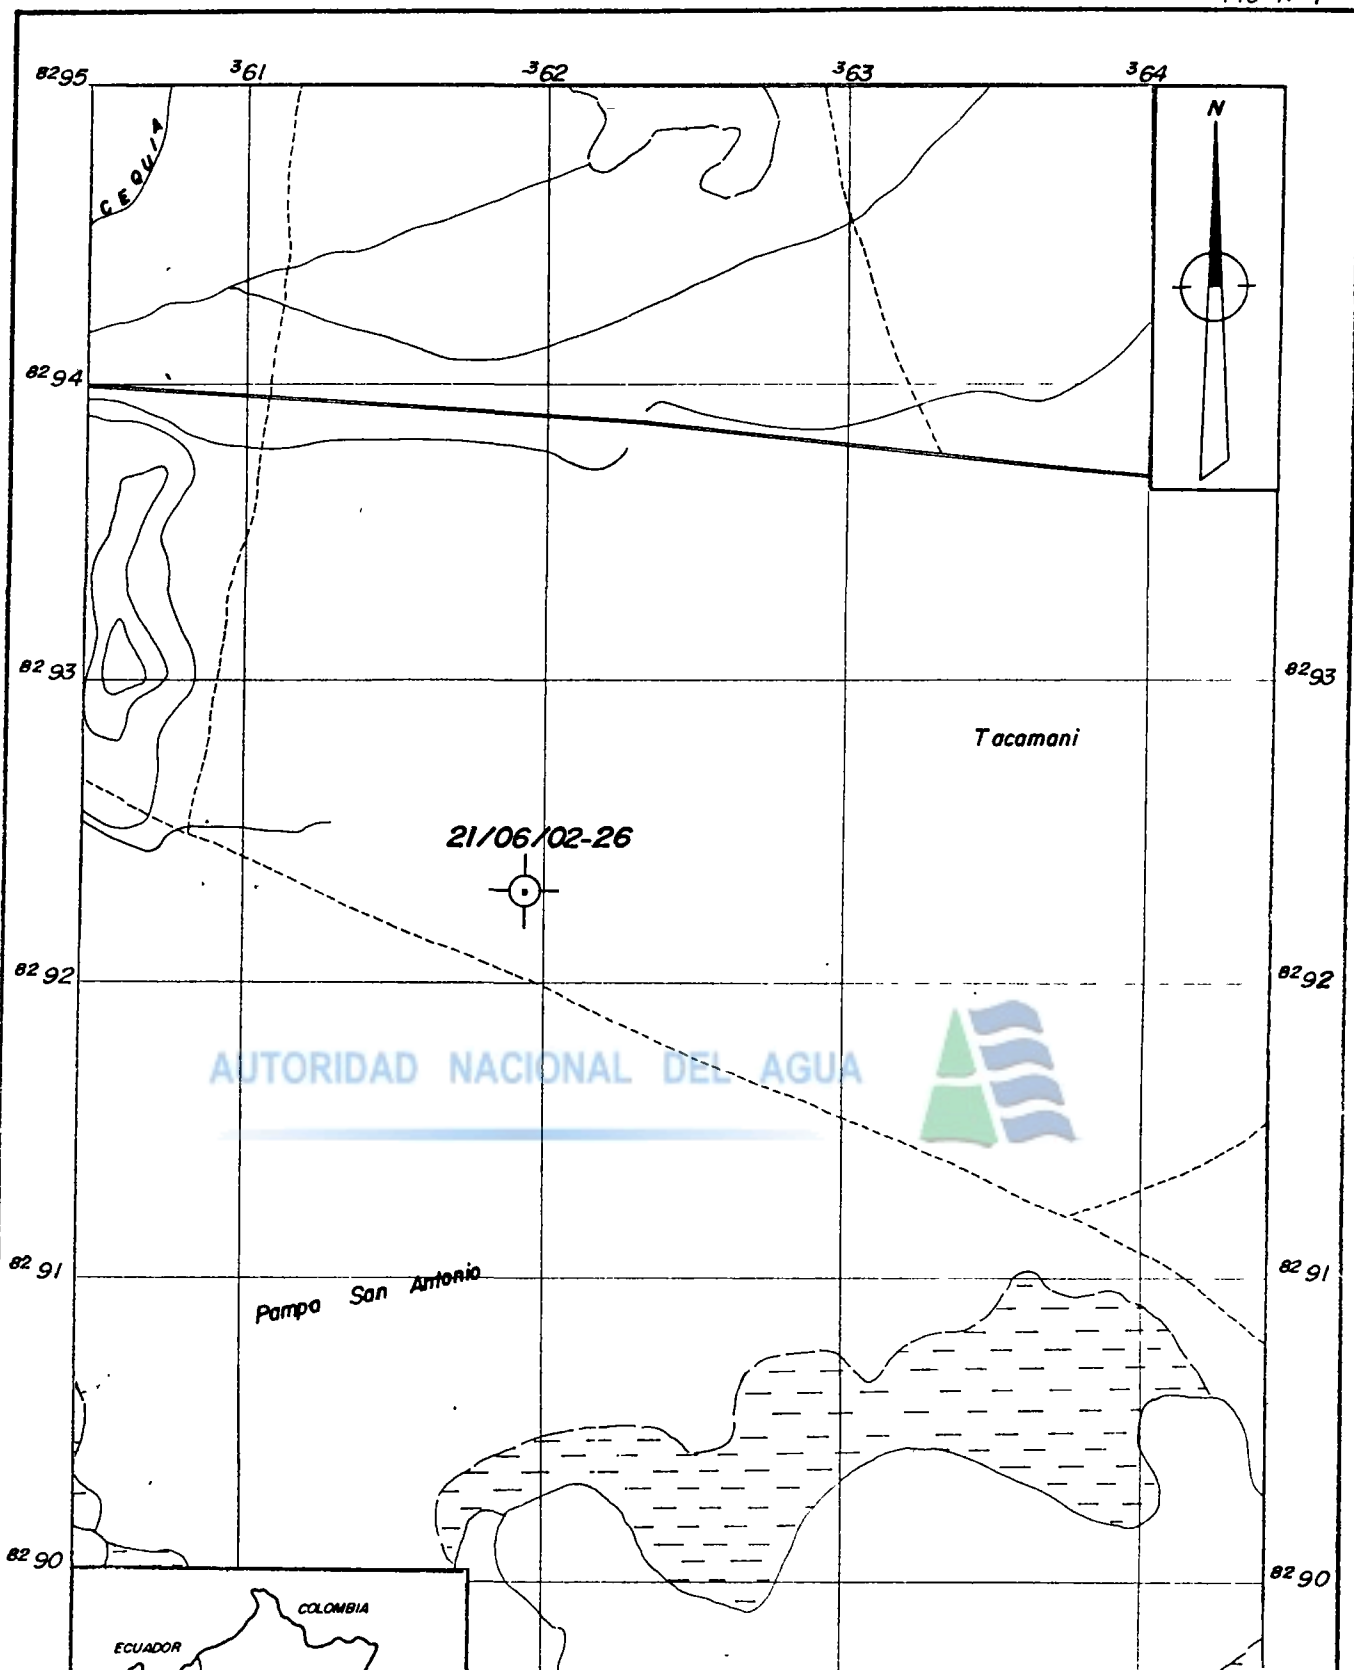 361 362 363 364
8295
N
CEQUIA
8294
8293 8293
Tacamani
21/06/02-26
8292 8292
AUTORIDAD NACIONAL DEL AGUA
8291 8291
Pampa San Antonio
8290 8290
COLOMBIA
ECUADOR